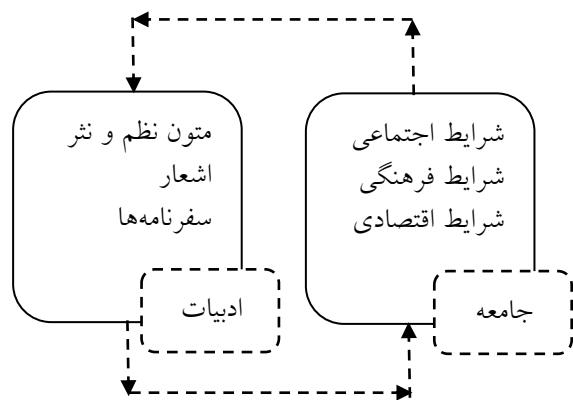 شرایط اجتماعی
شرایط فرهنگی
شرایط اقتصادی
جامعه
متون نظم و نثر
اشعار
سفرنامه‌ها
ادبیات